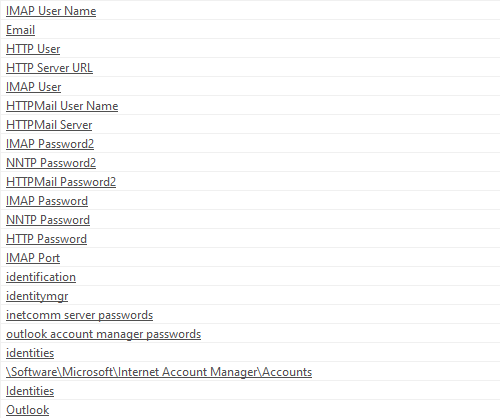 IMAP User Name
Email
HTTP User
HTTP Server URL
IMAP User
HTTPMail User Name
HTTPMail Server
IMAP Password2
NNTP Password2
HTTPMail Password2
IMAP Password
NNTP Password
HTTP Password
IMAP Port
identification
identitymgr
inetcomm server passwords
outlook account manager passwords
identities
\Software\Microsoft\Internet Account Manager\Accounts
Identities
Outlook